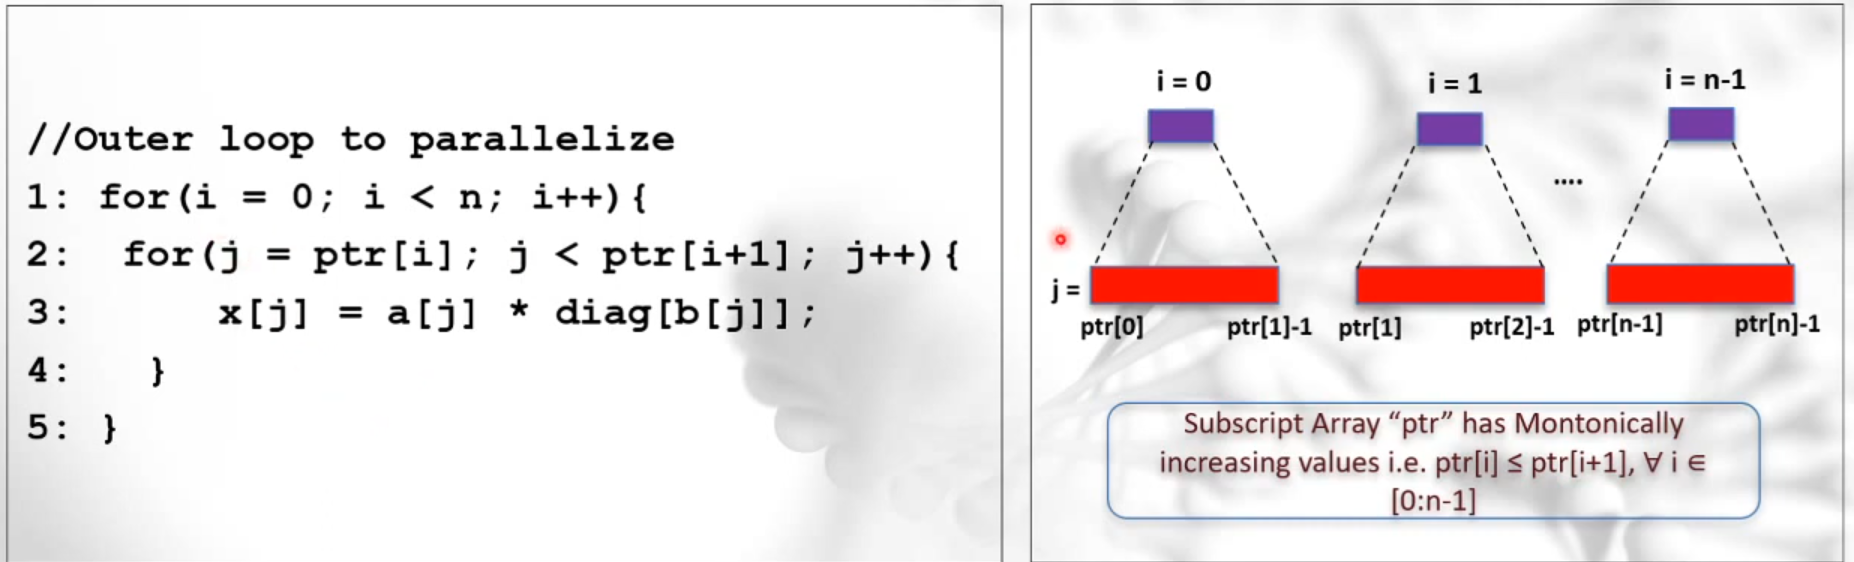 //Outer loop to parallelize
1: for(i = 0; i < n; i++){
2: for(j = ptr[i]; j < ptr[i+1]; j++){
3: x[j] = a[j] * diag[b[j]];
4: }
5: }
i = 0 i = 1 i = n-1
....
j =
ptr[0] ptr[1]-1 ptr[1] ptr[2]-1 ptr[n-1] ptr[n]-1
Subscript Array “ptr” has Montonically
increasing values i.e. ptr[i] ≤ ptr[i+1], ∀ i ∈
[0:n-1]